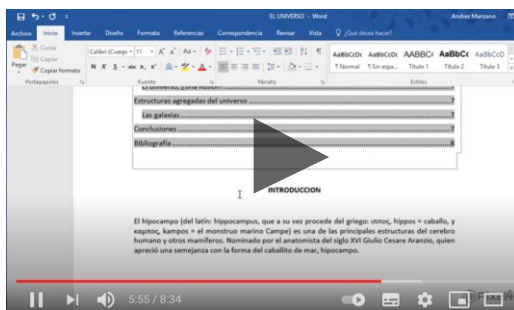 EL UNIVERSO - Word
Andres Manzano
Archivo Inicio Insertar Diseño Formato Referencias Correspondencia Revisar Vista ¿Qué desea hacer?
Cortar
Copiar
Pegar
Copiar formato
Calibri (Cuerpo 11
N K S abc x₂ x²
AaBbCcDc AaBbCcDc AABBC AaBbCc AaBbCcD
¶ Normal ¶ Sin espa... Título 1 Título 2 Título 3
Portapapeles Fuente Párrafo Estilos
Estructuras agregadas del universo 7
Las galaxias 7
Conclusiones 7
Bibliografía 8
INTRODUCCION
El hipocampo (del latín: hippocampus, que a su vez procede del griego: ιππος, hippos = caballo, y
καμπος, kampos = el monstruo marino Campe) es una de las principales estructuras del cerebro
humano y otros mamíferos. Nominado por el anatomista del siglo XVI Giulio Cesare Aranzio, quien
apreció una semejanza con la forma del caballito de mar, hipocampo.
5:55 / 8:34